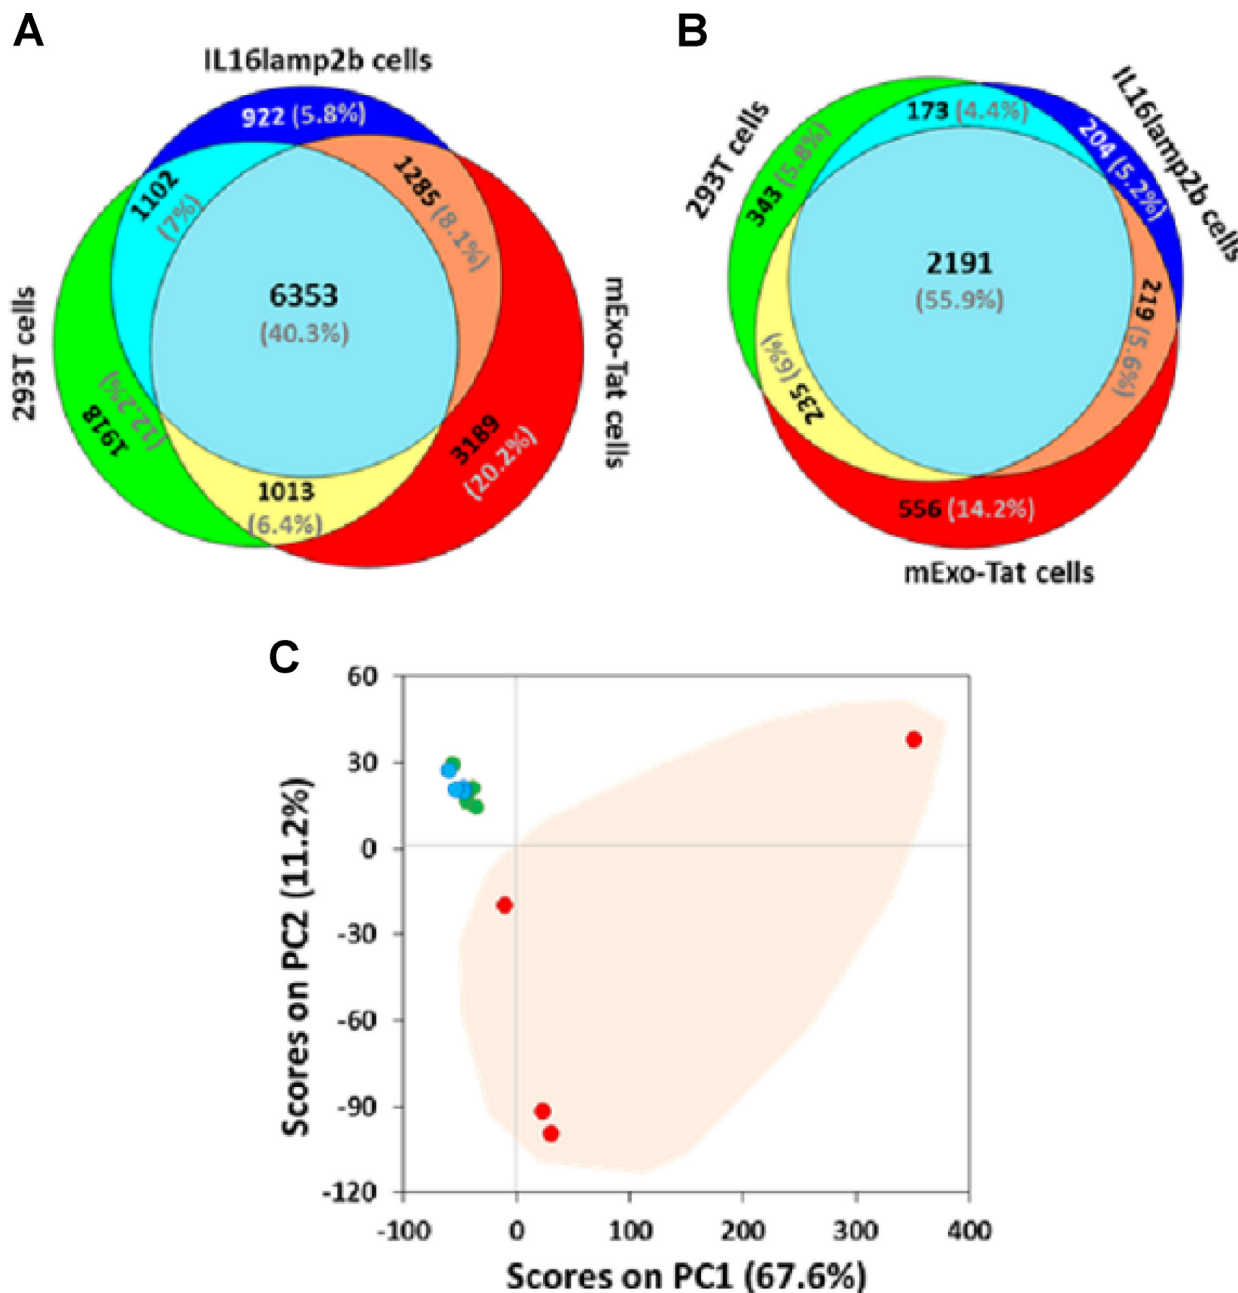 A
IL16lamp2b cells
922 (5.8%)
1102
(7%)
1285 (8.1%)
6353
(40.3%)
293T cells
1918
(12.2%)
1013
(6.4%)
3189
(20.2%)
mExo-Tat cells
B
293T cells
IL16lamp2b cells
173 (4.4%)
204 (5.2%)
343 (5.8%)
2191
(55.9%)
219 (5.6%)
235 (6%)
556 (14.2%)
mExo-Tat cells
C
Scores on PC2 (11.2%)
60
30
0
-30
-60
-90
-120
-100 0 100 200 300 400
Scores on PC1 (67.6%)